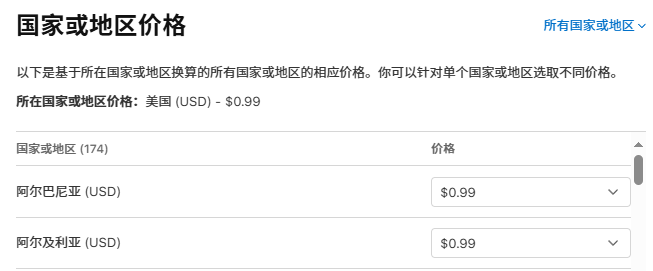 国家或地区价格
所有国家或地区
以下是基于所在国家或地区换算的所有国家或地区的相应价格。你可以针对单个国家或地区选取不同价格。
所在国家或地区价格：美国 (USD) - $0.99
国家或地区 (174) 价格
阿尔巴尼亚 (USD) $0.99
阿尔及利亚 (USD) $0.99